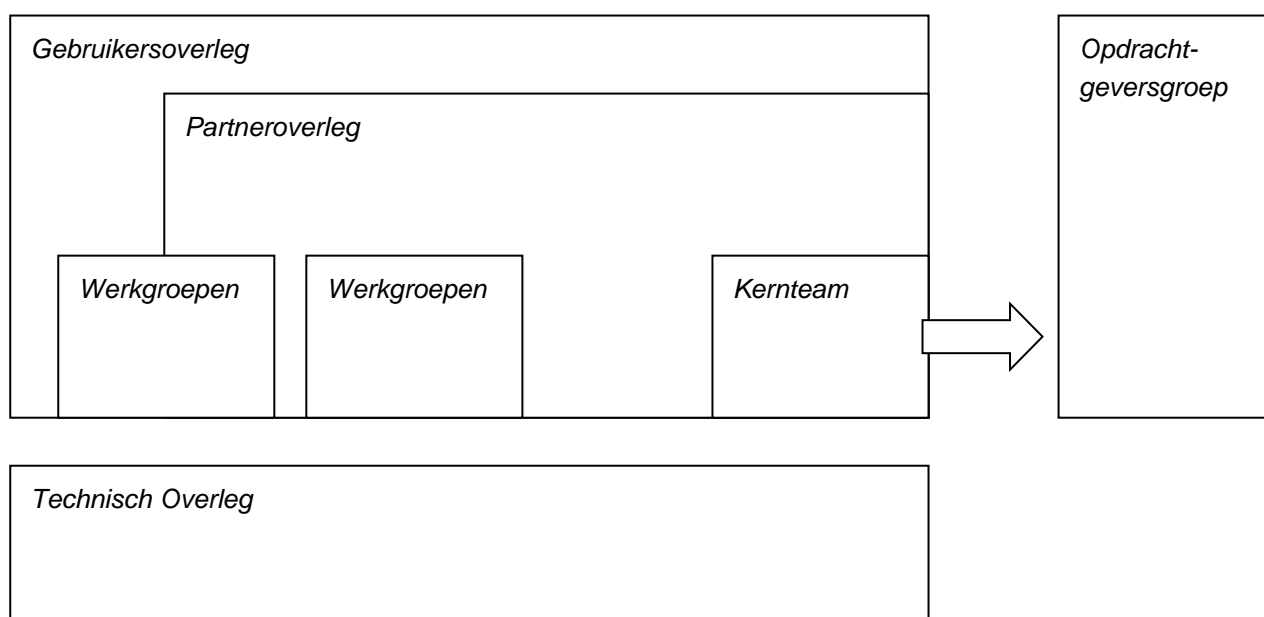 Gebruikersoverleg
Opdracht-
geversgroep
Partneroverleg
Werkgroepen
Werkgroepen
Kernteam
Technisch Overleg